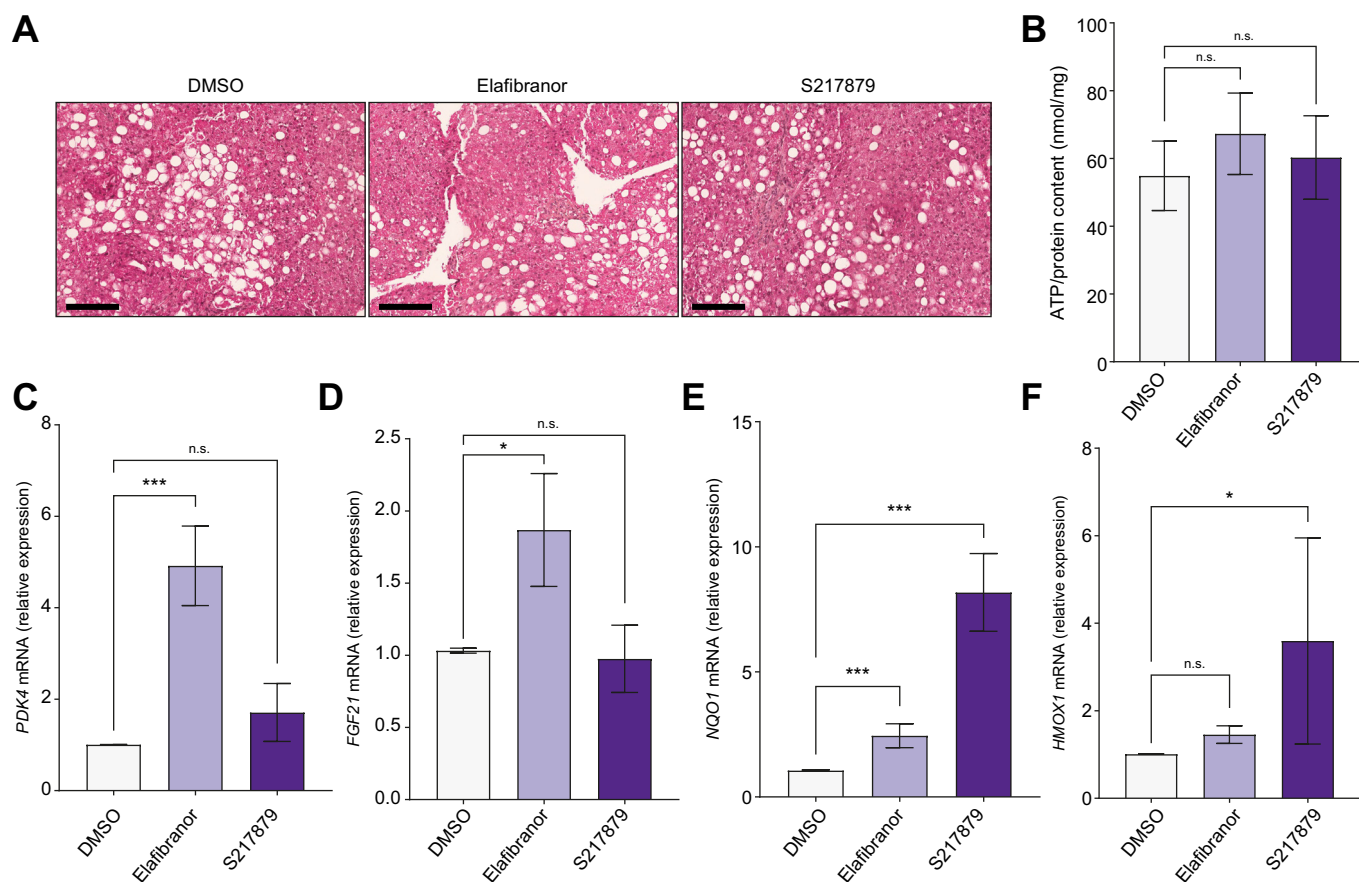 A
DMSO
Elafibranor
S217879
B
ATP/protein content (nmol/mg)
100
80
60
40
20
0
n.s.
n.s.
DMSO
Elafibranor
S217879
C
PDK4 mRNA (relative expression)
8
6
4
2
0
n.s.
***
DMSO
Elafibranor
S217879
D
FGF21 mRNA (relative expression)
2.5
2.0
1.5
1.0
0.5
0.0
n.s.
*
DMSO
Elafibranor
S217879
E
NQO1 mRNA (relative expression)
15
10
5
0
***
***
DMSO
Elafibranor
S217879
F
HMOX1 mRNA (relative expression)
8
6
4
2
0
*
n.s.
DMSO
Elafibranor
S217879